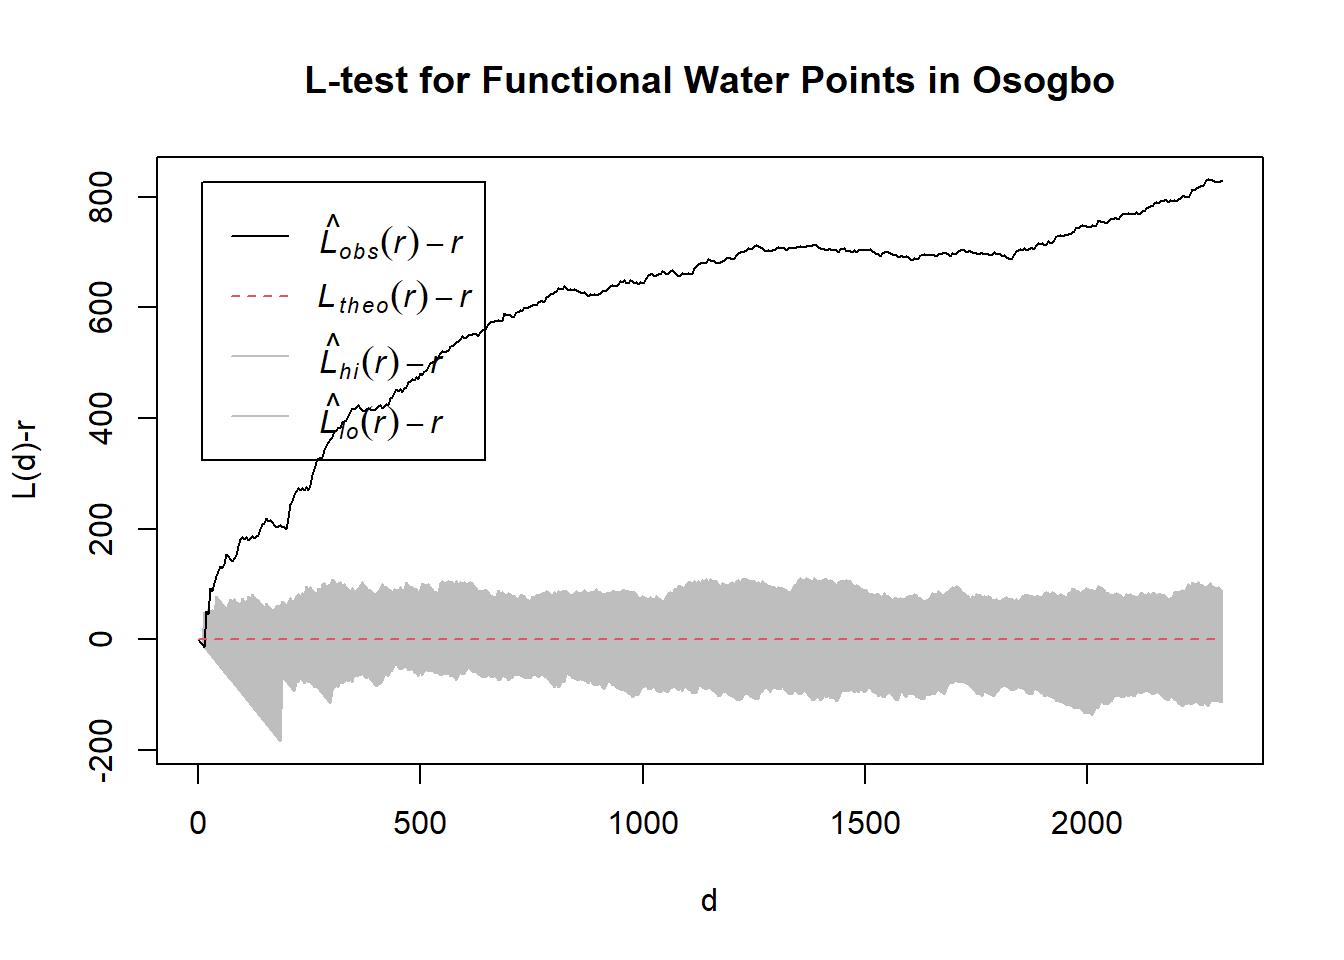 L-test for Functional Water Points in Osogbo
L̂obs(r) – r
Ltheo(r) – r
L̂hi(r) – r
L̂lo(r) – r
L(d)-r
800
600
400
200
0
-200
0 500 1000 1500 2000
d